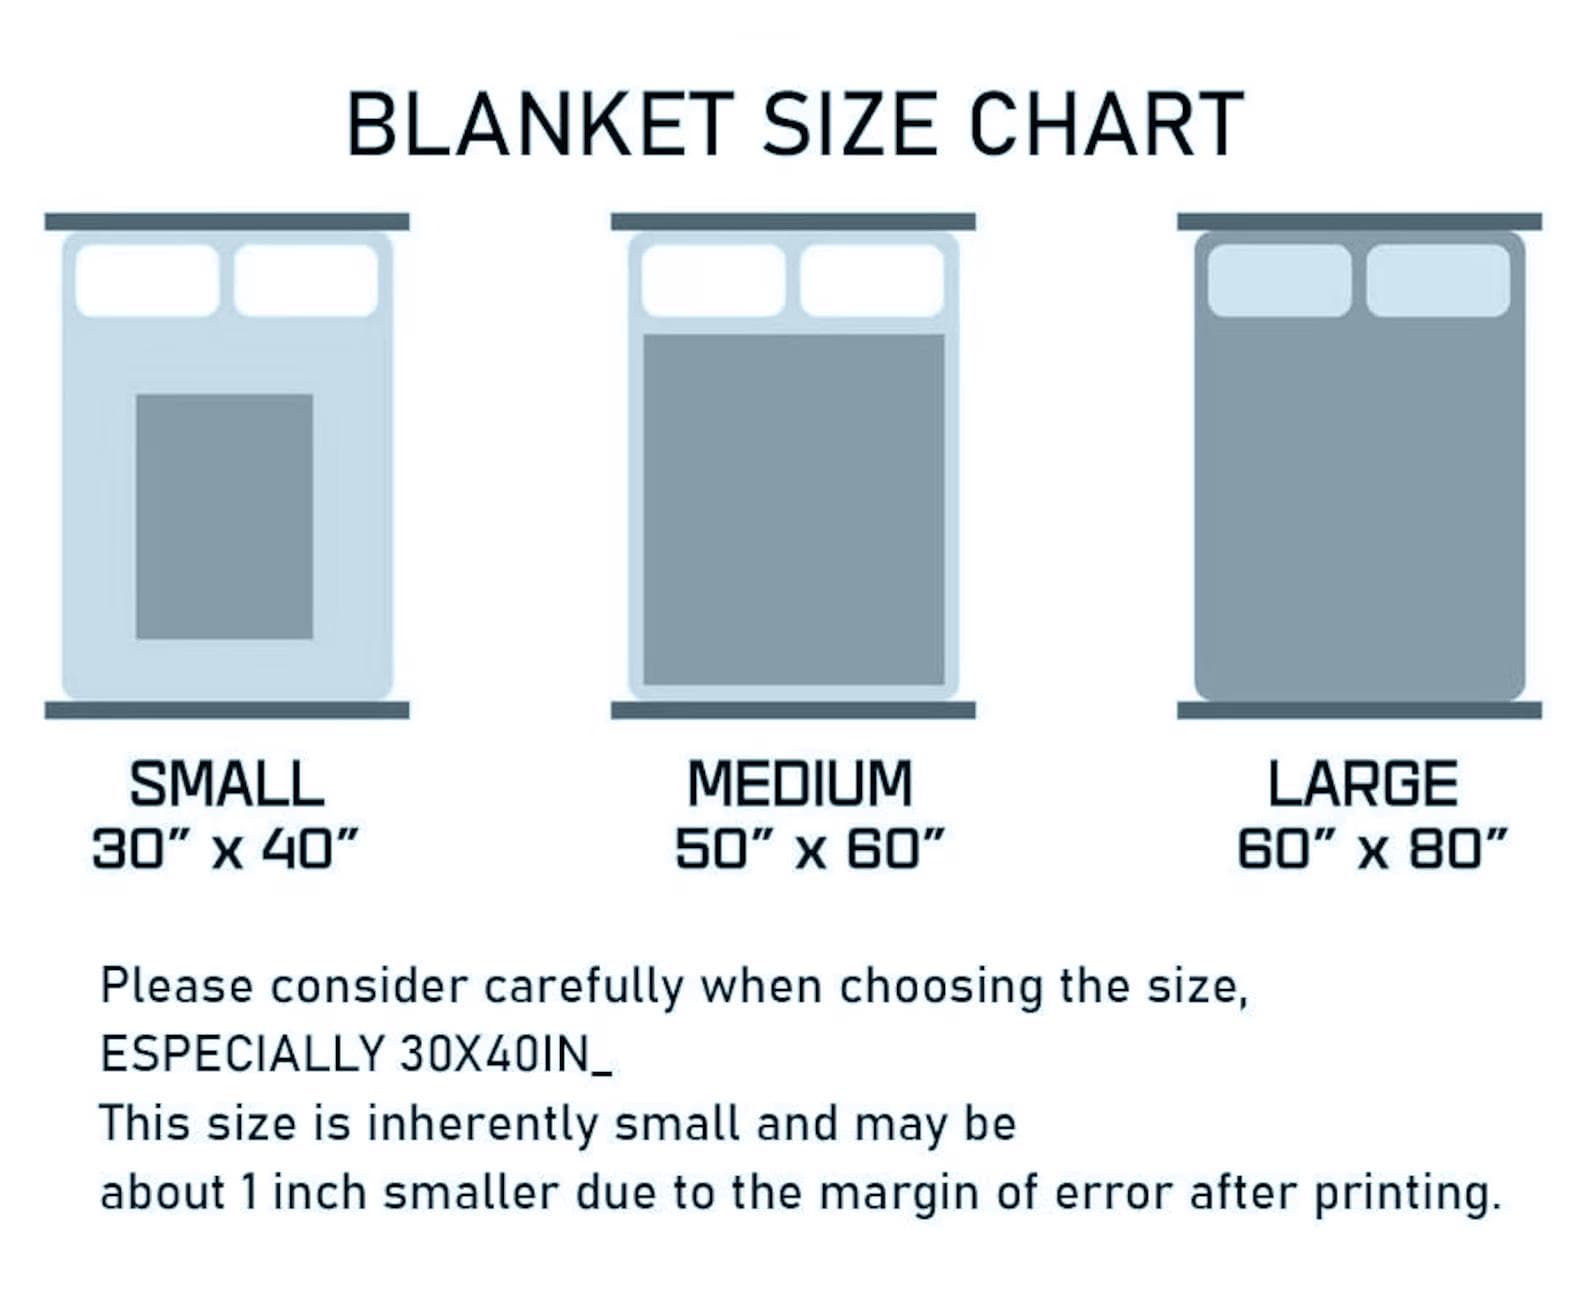 BLANKET SIZE CHART
SMALL
30” x 40”
MEDIUM
50” x 60”
LARGE
60” x 80”
Please consider carefully when choosing the size,
ESPECIALLY 30X40IN_
This size is inherently small and may be
about 1 inch smaller due to the margin of error after printing.